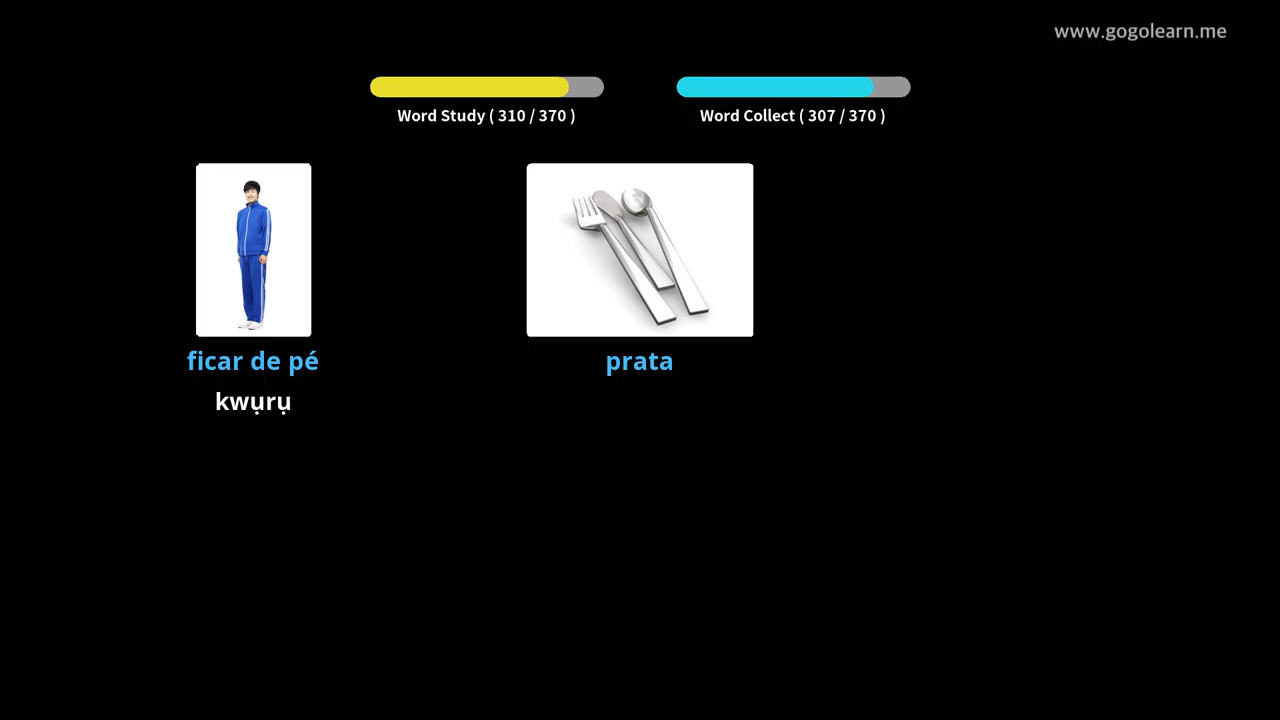 www.gogolearn.me
Word Study ( 310 / 370 )
Word Collect ( 307 / 370 )
ficar de pé
kwụrụ
prata